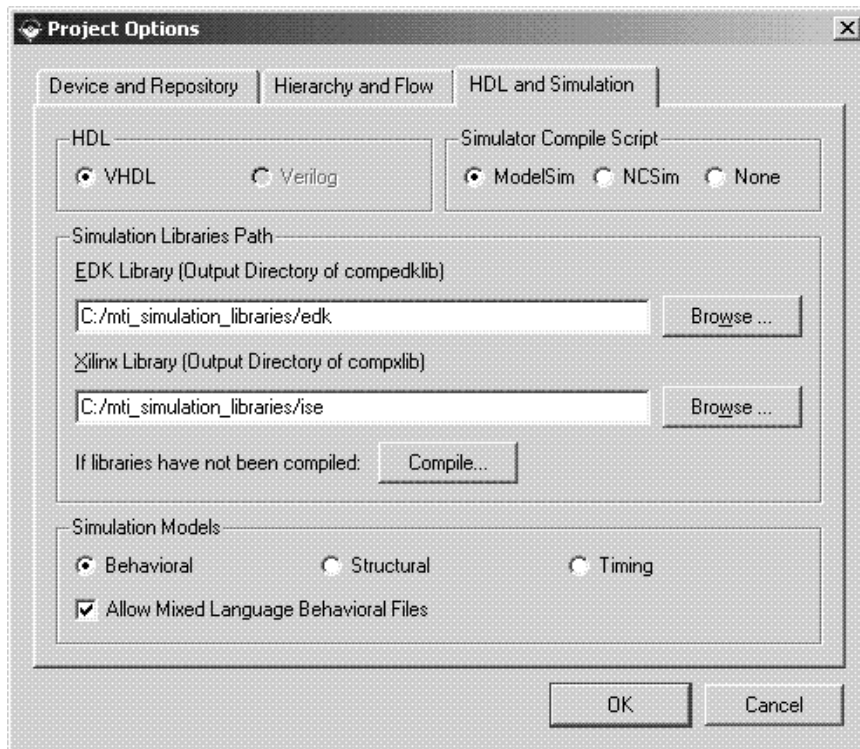 Project Options
Device and Repository Hierarchy and Flow HDL and Simulation
HDL Simulator Compile Script
VHDL Verilog ModelSim NCSim None
Simulation Libraries Path
EDK Library (Output Directory of compedklib)
C:/mti_simulation_libraries/edk Browse ...
Xilinx Library (Output Directory of compxlib)
C:/mti_simulation_libraries/ise Browse ...
If libraries have not been compiled: Compile...
Simulation Models
Behavioral Structural Timing
Allow Mixed Language Behavioral Files
OK Cancel